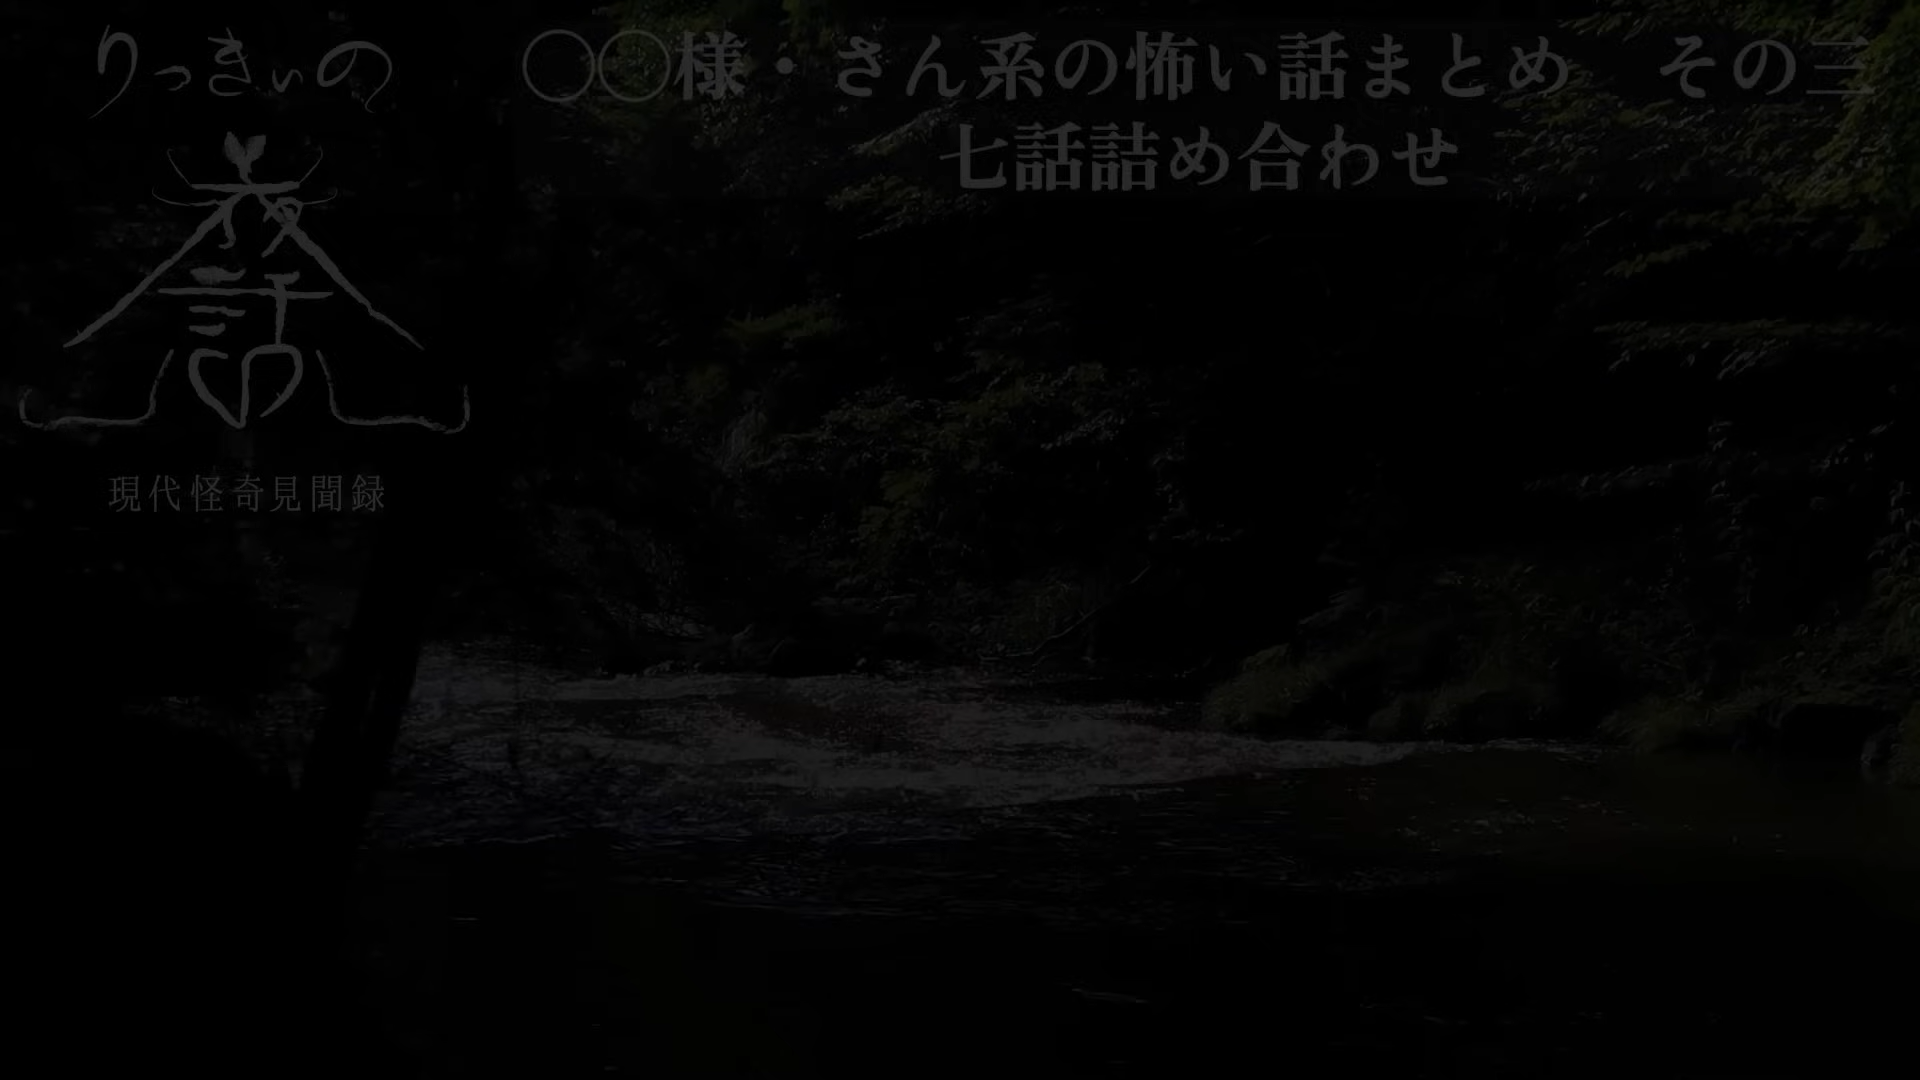 りっきぃの
夜話
現代怪奇見聞録
◯◯様・さん系の怖い話まとめ　その三
七話詰め合わせ